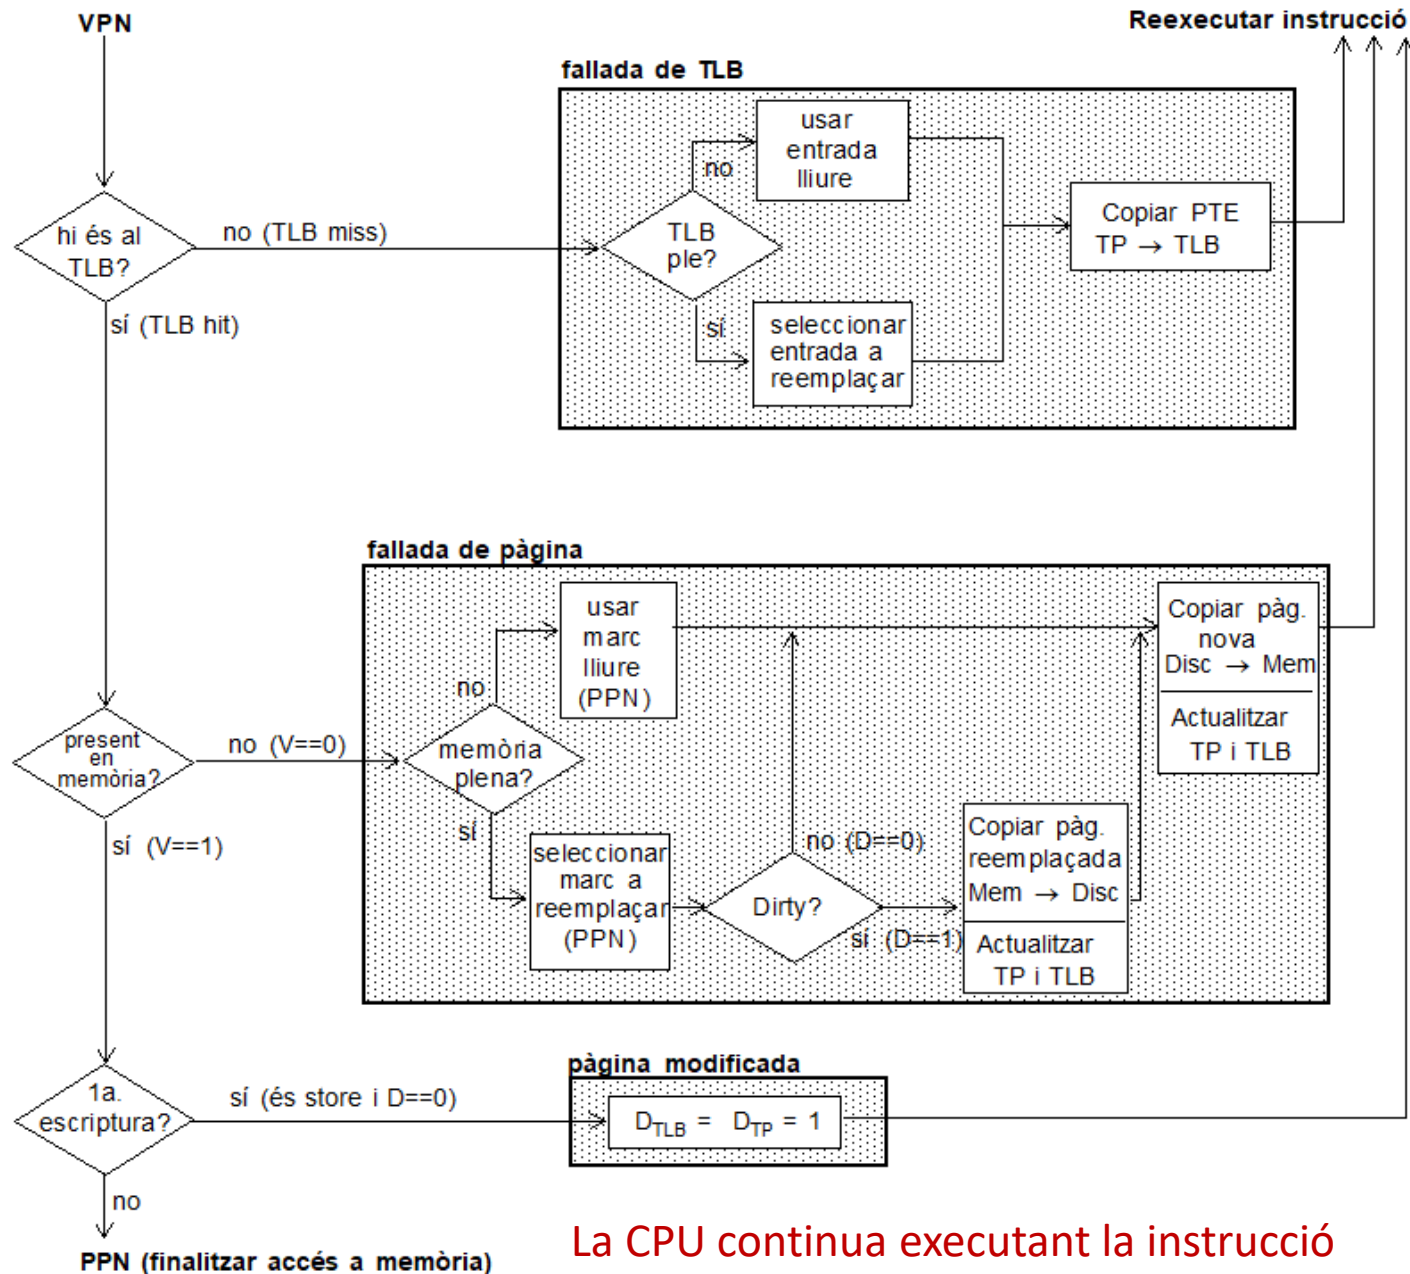 VPN
Reexecutar instrucció
fallada de TLB
usar
entrada
lliure
no
hi és al
TLB?
no (TLB miss)
TLB
ple?
Copiar PTE
TP → TLB
sí (TLB hit)
sí
seleccionar
entrada a
reemplaçar
fallada de pàgina
usar
marc
lliure
(PPN)
Copiar pàg.
nova
Disc → Mem
no
present
en
memòria?
no (V==0)
memòria
plena?
Actualitzar
TP i TLB
sí (V==1)
sí
seleccionar
marc a
reemplaçar
(PPN)
no (D==0)
Dirty?
sí (D==1)
Copiar pàg.
reemplaçada
Mem → Disc
Actualitzar
TP i TLB
pàgina modificada
1a.
escriptura?
sí (és store i D==0)
D_TLB = D_TP = 1
no
La CPU continua executant la instrucció
PPN (finalitzar accés a memòria)